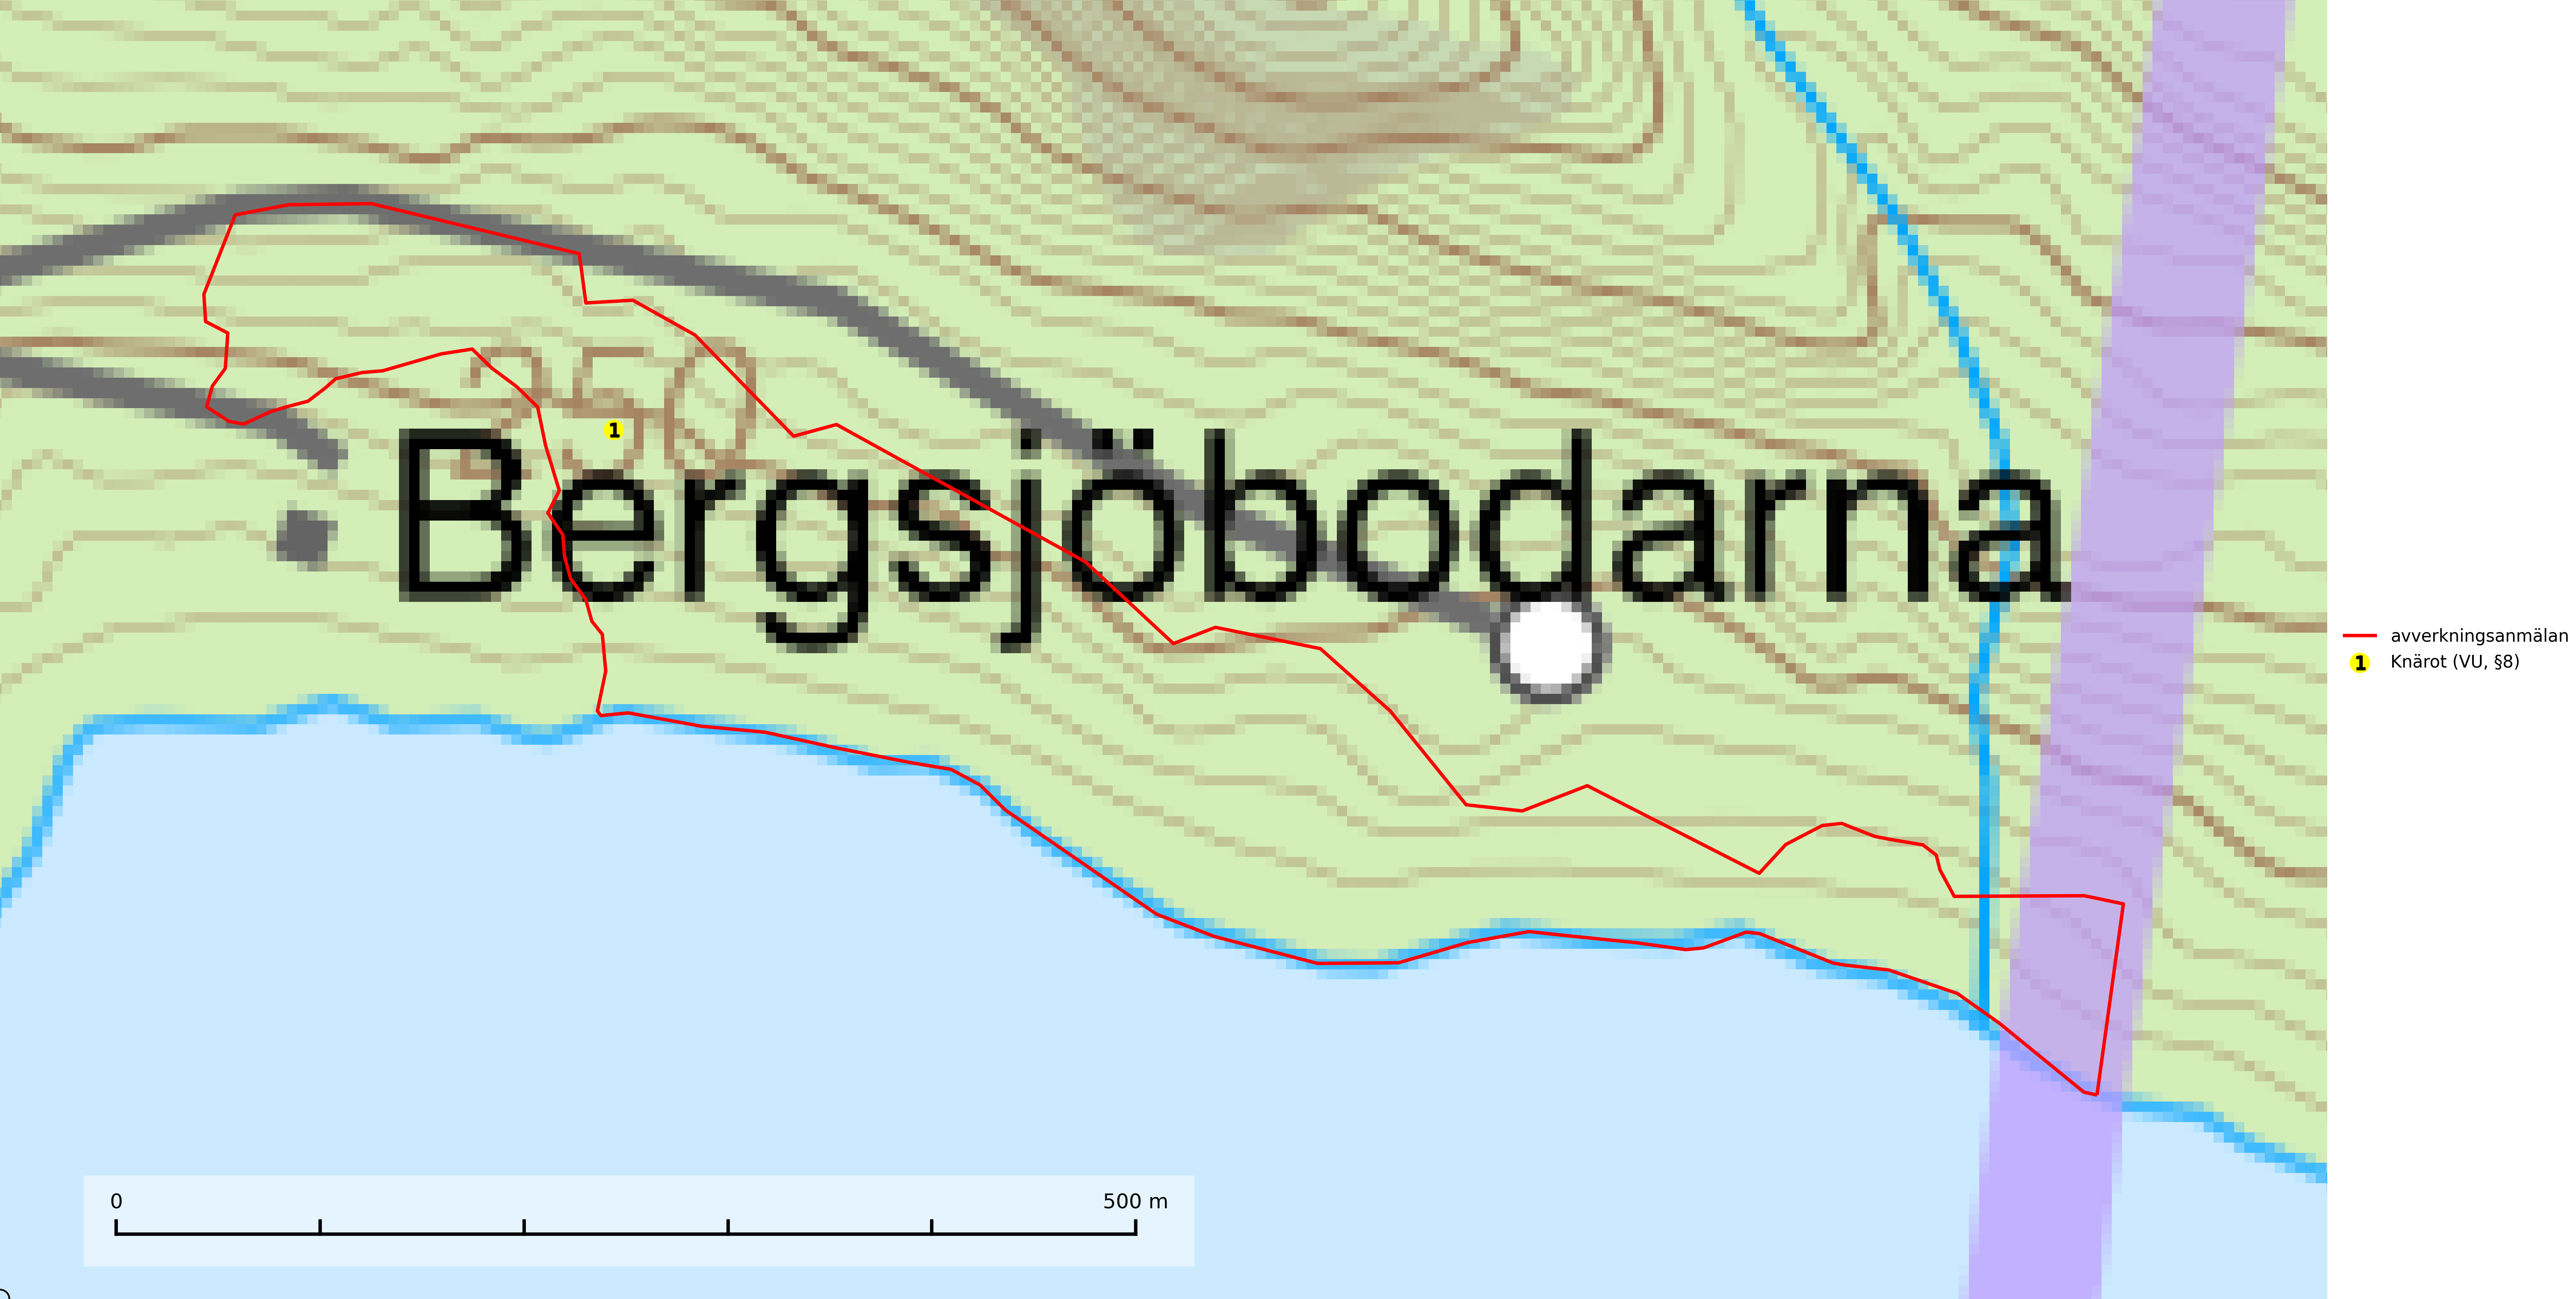 250
1
Bergsjöbodarna
avverkningsanmälan
1 Knärot (VU, §8)
0 500 m